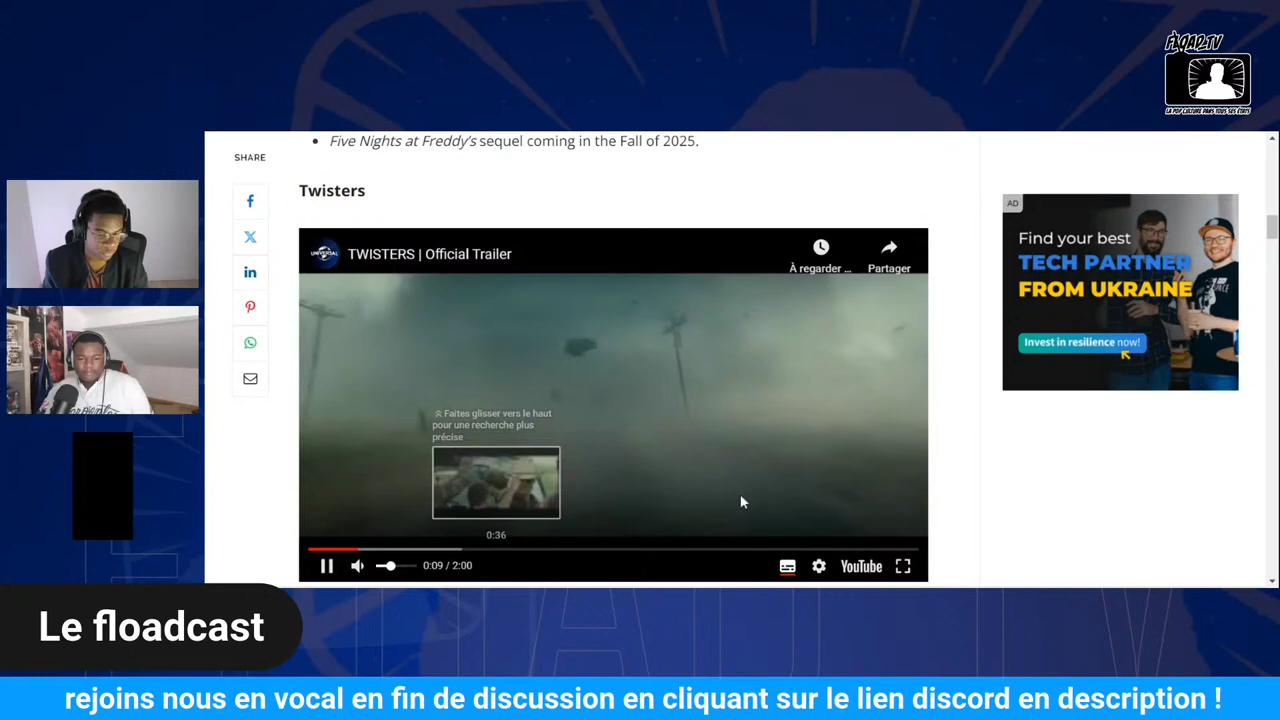 FLOAD.TV
LA POP CULTURE DANS TOUS SES ÉTATS
Five Nights at Freddy's sequel coming in the Fall of 2025.
SHARE
Twisters
UNIVERSAL
TWISTERS | Official Trailer
À regarder ...
Partager
AD
Find your best
TECH PARTNER
FROM UKRAINE
Invest in resilience now!
Faites glisser vers le haut
pour une recherche plus
précise
0:36
0:09 / 2:00
YouTube
Le floadcast
rejoins nous en vocal en fin de discussion en cliquant sur le lien discord en description !